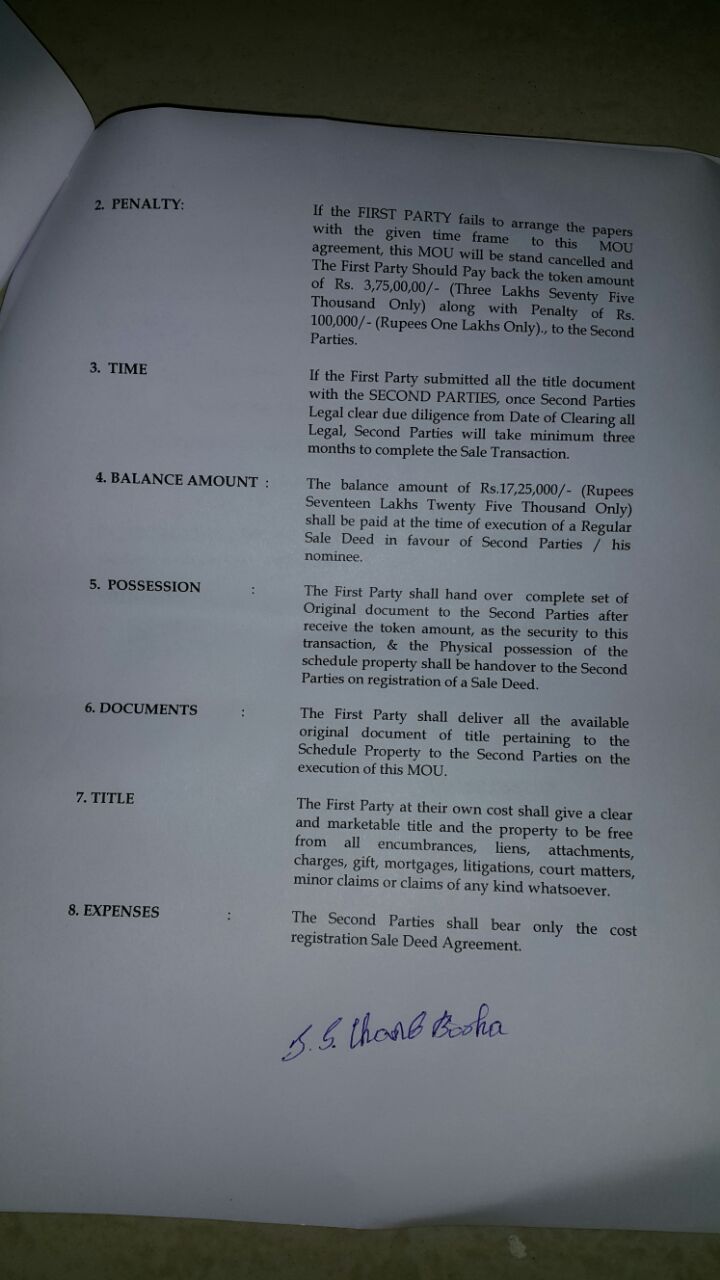 2. PENALTY:
If the FIRST PARTY fails to arrange the papers
with the given time frame to this MOU
agreement, this MOU will be stand cancelled and
The First Party Should Pay back the token amount
of Rs. 3,75,00,00/- (Three Lakhs Seventy Five
Thousand Only) along with Penalty of Rs.
100,000/- (Rupees One Lakhs Only)., to the Second
Parties.
3. TIME
If the First Party submitted all the title document
with the SECOND PARTIES, once Second Parties
Legal clear due diligence from Date of Clearing all
Legal, Second Parties will take minimum three
months to complete the Sale Transaction.
4. BALANCE AMOUNT :
The balance amount of Rs.17,25,000/- (Rupees
Seventeen Lakhs Twenty Five Thousand Only)
shall be paid at the time of execution of a Regular
Sale Deed in favour of Second Parties / his
nominee.
5. POSSESSION :
The First Party shall hand over complete set of
Original document to the Second Parties after
receive the token amount, as the security to this
transaction, & the Physical possession of the
schedule property shall be handover to the Second
Parties on registration of a Sale Deed.
6. DOCUMENTS :
The First Party shall deliver all the available
original document of title pertaining to the
Schedule Property to the Second Parties on the
execution of this MOU.
7. TITLE
The First Party at their own cost shall give a clear
and marketable title and the property to be free
from all encumbrances, liens, attachments,
charges, gift, mortgages, litigations, court matters,
minor claims or claims of any kind whatsoever.
8. EXPENSES :
The Second Parties shall bear only the cost
registration Sale Deed Agreement.